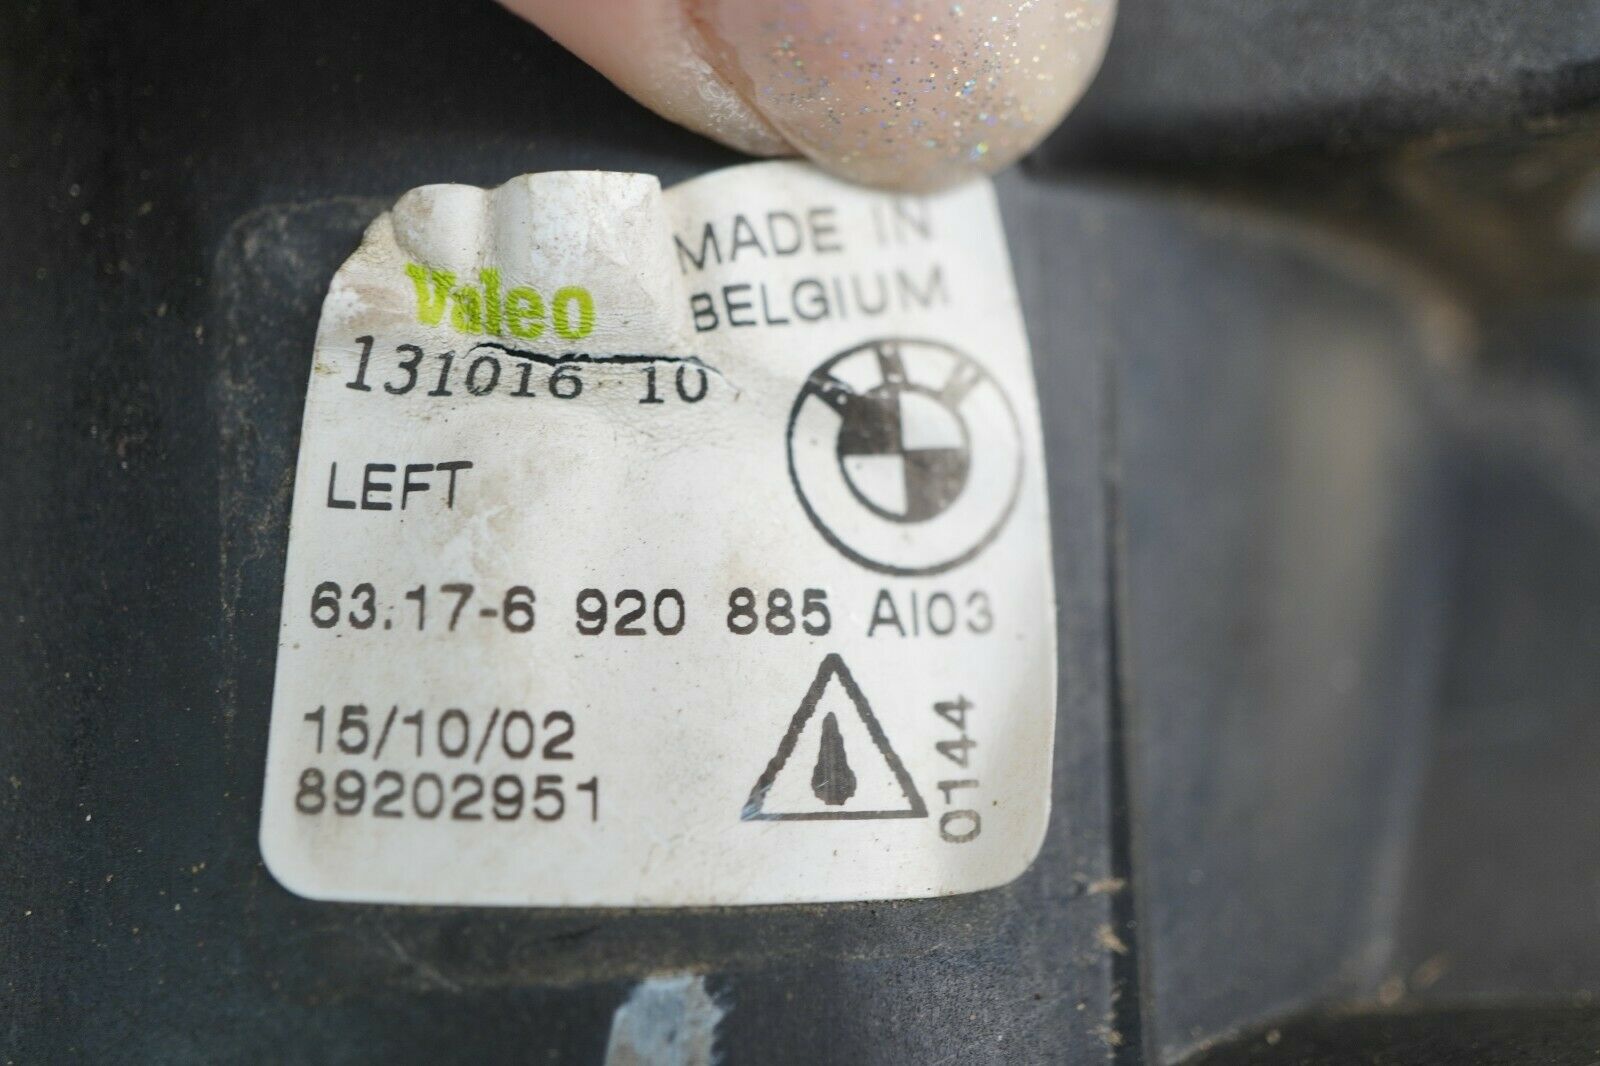 Valeo
MADE IN
BELGIUM
131016 10
LEFT
63.17-6 920 885 AI03
15/10/02
89202951
0144